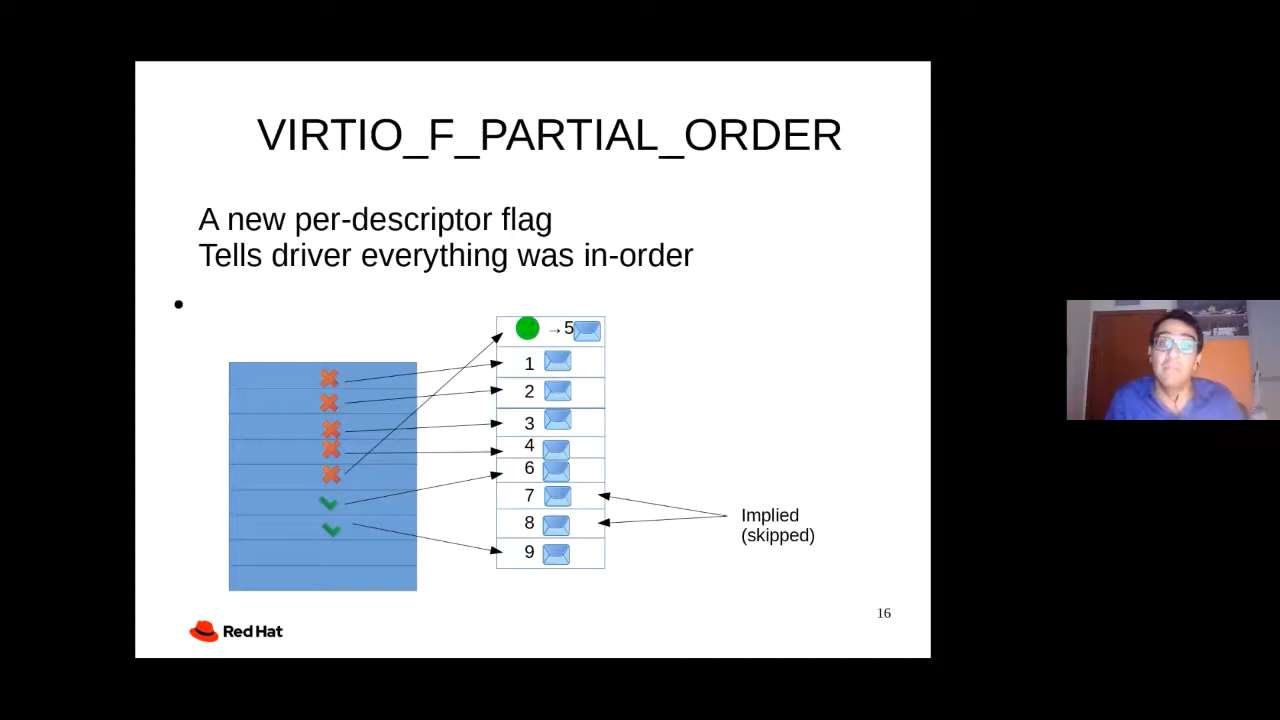 VIRTIO_F_PARTIAL_ORDER
A new per-descriptor flag
Tells driver everything was in-order
→5
1
2
3
4
6
7
8
9
Implied
(skipped)
16
Red Hat